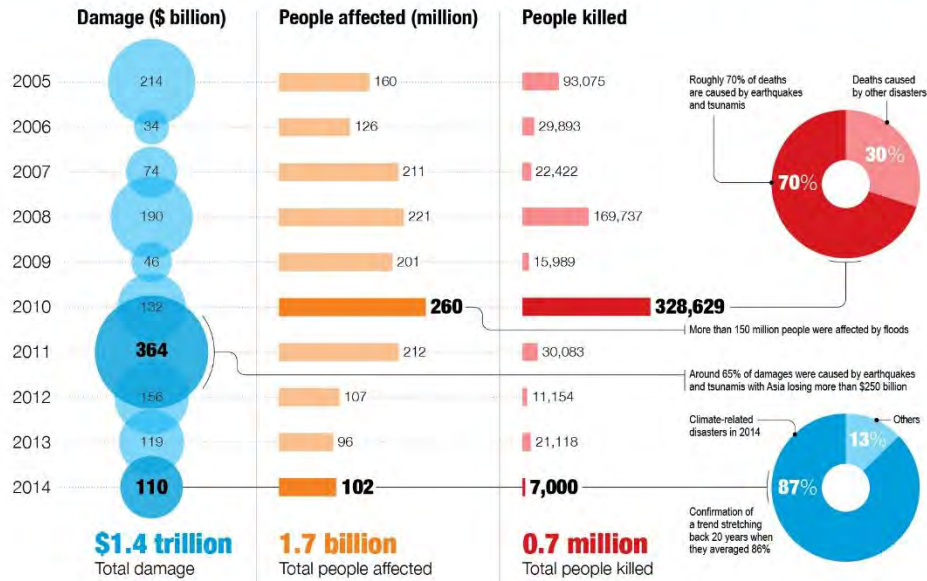 Damage ($ billion)
People affected (million)
People killed
2005
214
160
93,075
2006
34
126
29,893
2007
74
211
22,422
2008
190
221
169,737
2009
46
201
15,989
2010
132
260
328,629
2011
364
212
30,083
2012
156
107
11,154
2013
119
96
21,118
2014
110
102
7,000
$1.4 trillion
Total damage
1.7 billion
Total people affected
0.7 million
Total people killed
Roughly 70% of deaths
are caused by earthquakes
and tsunamis
Deaths caused
by other disasters
30%
70%
More than 150 million people were affected by floods
Around 65% of damages were caused by earthquakes
and tsunamis with Asia losing more than $250 billion
Climate-related
disasters in 2014
Others
13%
87%
Confirmation of
a trend stretching
back 20 years when
they averaged 86%